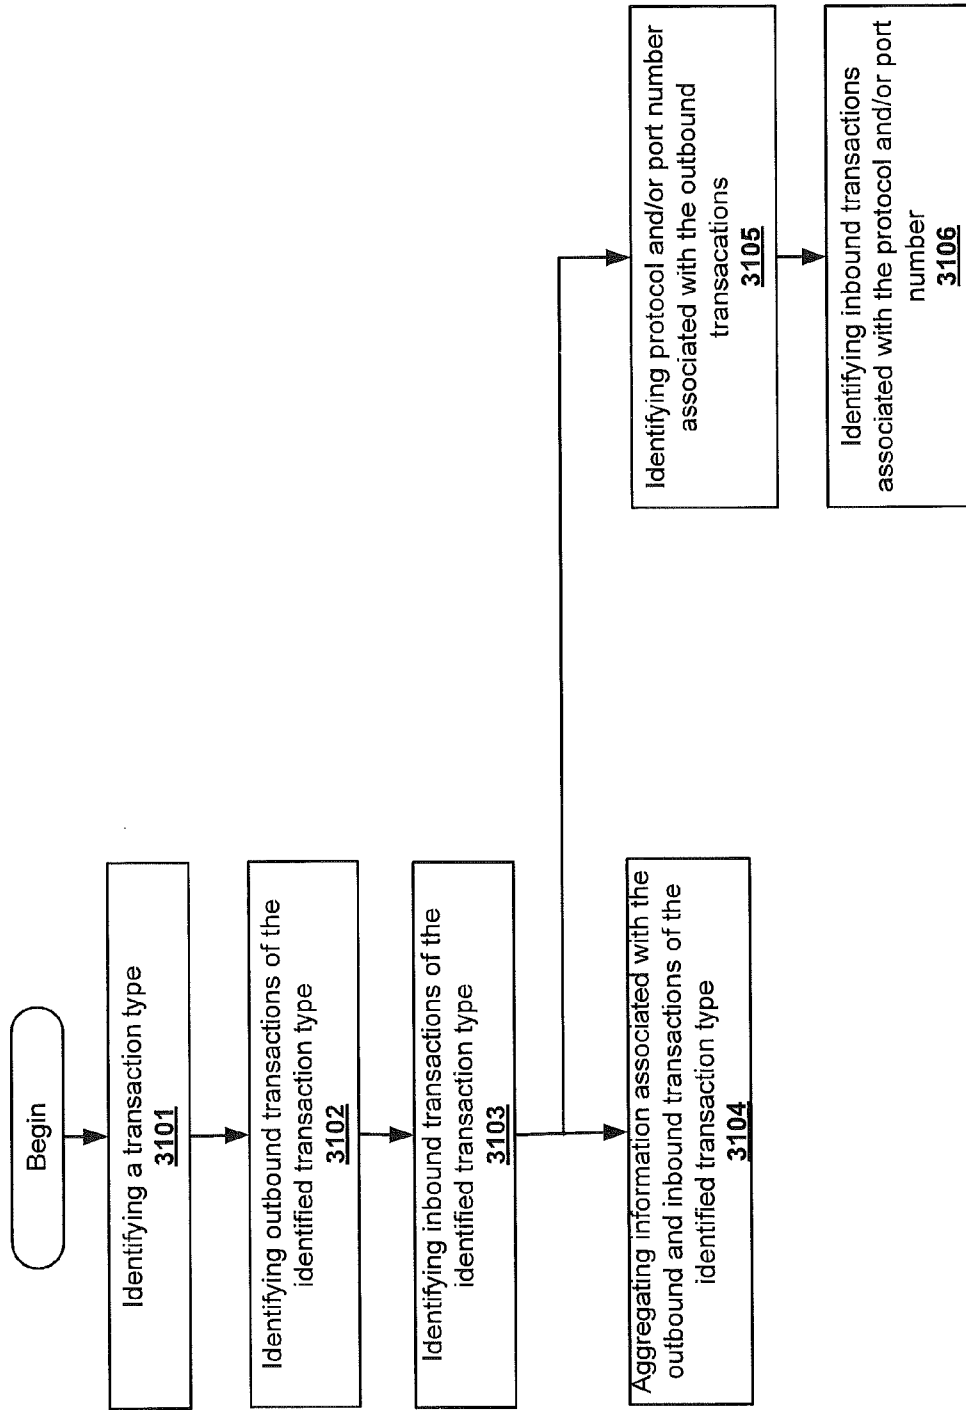 Begin
Identifying a transaction type
3101
Identifying outbound transactions of the
identified transaction type
3102
Identifying inbound transactions of the
identified transaction type
3103
Aggregating information associated with the
outbound and inbound transactions of the
identified transaction type
3104
Identifying protocol and/or port number
associated with the outbound
transacations
3105
Identifying inbound transactions
associated with the protocol and/or port
number
3106